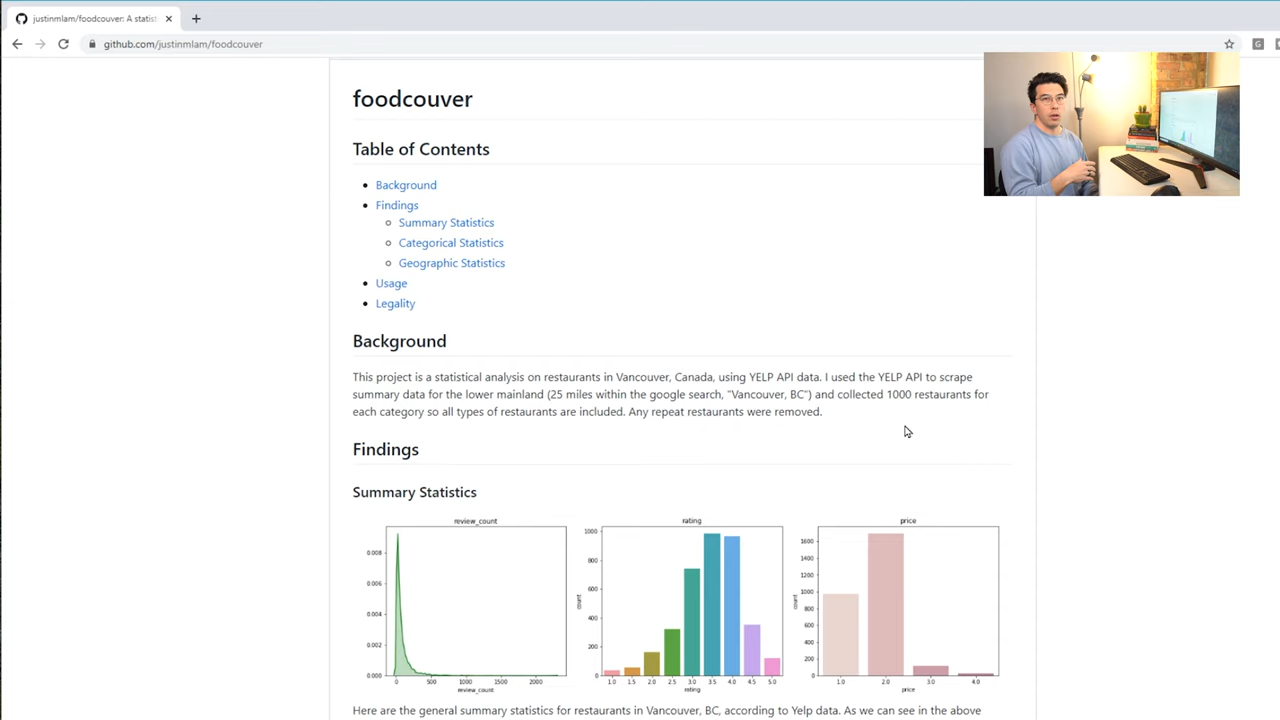 justinmlam/foodcouver: A statist
github.com/justinmlam/foodcouver
foodcouver
Table of Contents
Background
Findings
Summary Statistics
Categorical Statistics
Geographic Statistics
Usage
Legality
Background
This project is a statistical analysis on restaurants in Vancouver, Canada, using YELP API data. I used the YELP API to scrape
summary data for the lower mainland (25 miles within the google search, "Vancouver, BC") and collected 1000 restaurants for
each category so all types of restaurants are included. Any repeat restaurants were removed.
Findings
Summary Statistics
review_count
0.008
0.006
0.004
0.002
0.000
0 500 1000 1500 2000
review_count
rating
1000
800
600
400
200
0
count
1.0 1.5 2.0 2.5 3.0 3.5 4.0 4.5 5.0
rating
price
1600
1400
1200
1000
800
600
400
200
0
count
1.0 2.0 3.0 4.0
price
Here are the general summary statistics for restaurants in Vancouver, BC, according to Yelp data. As we can see in the above